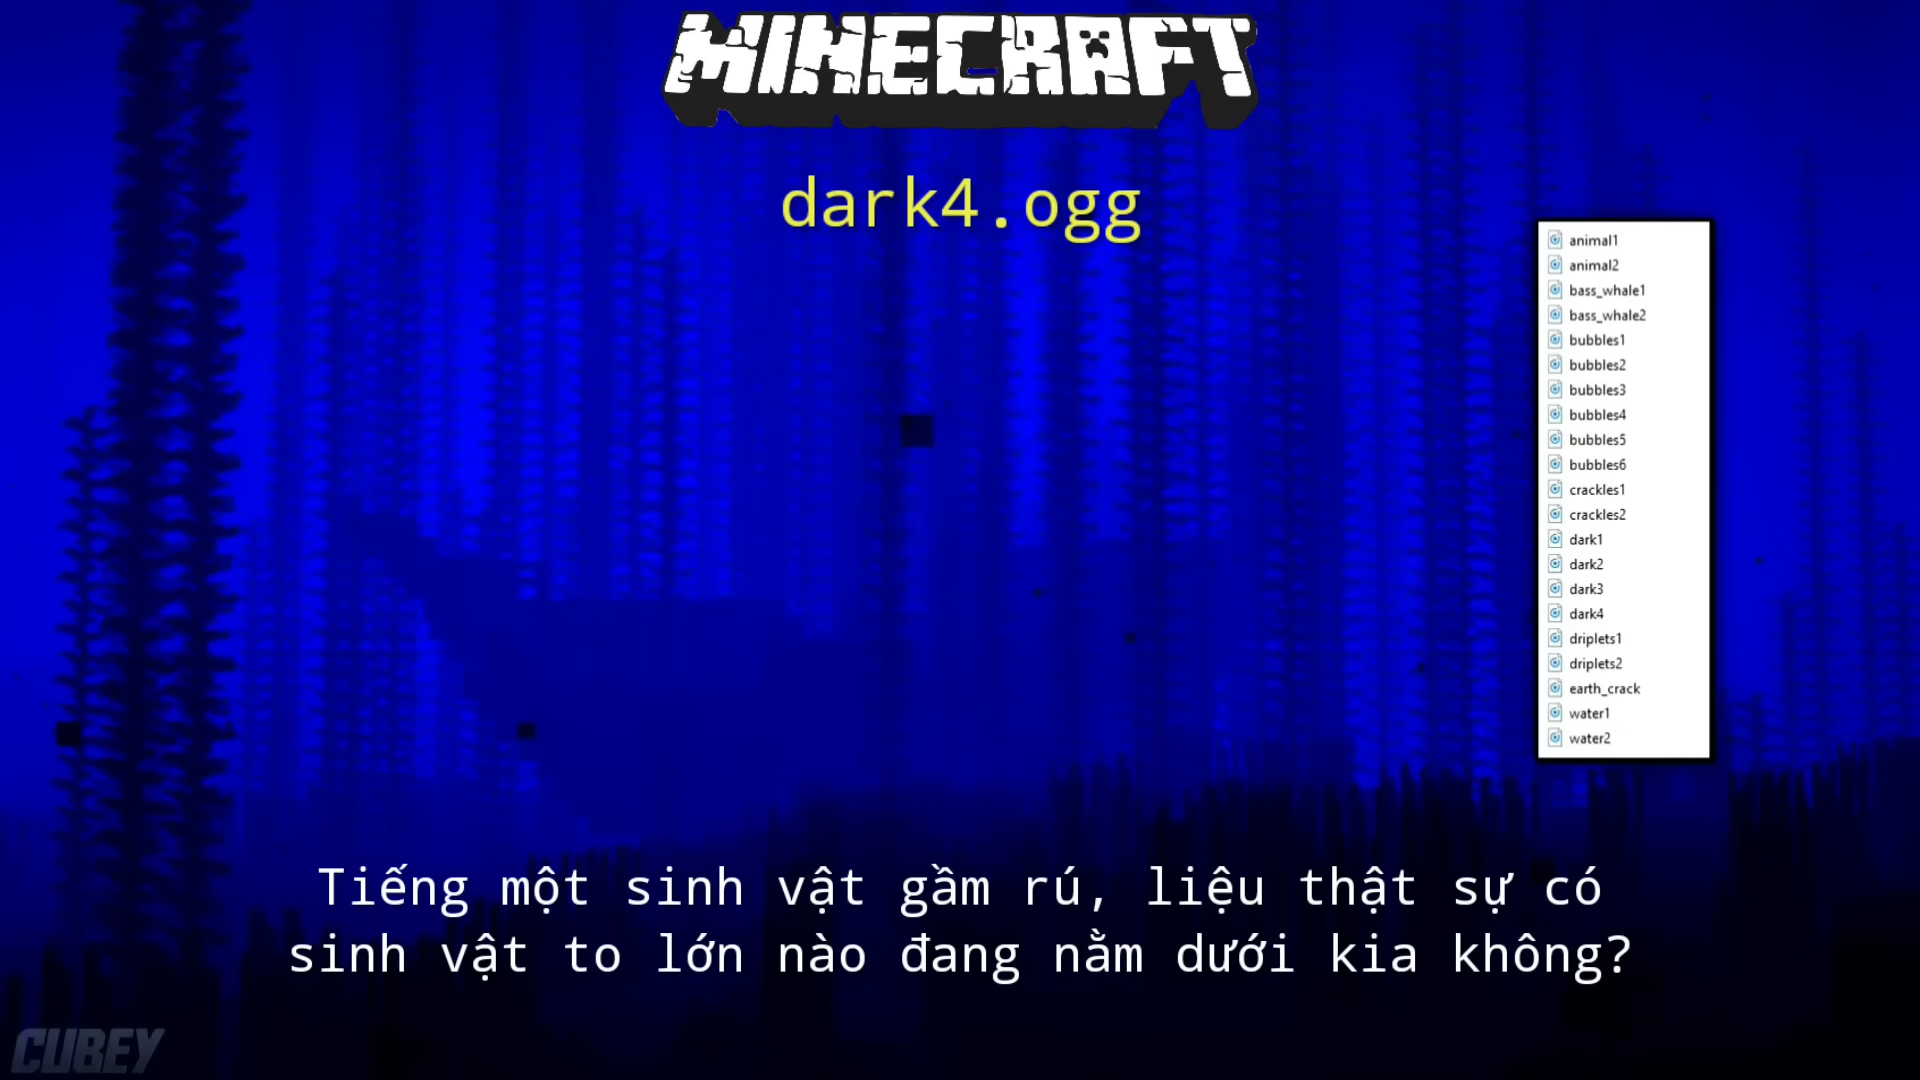 MINECRAFT
dark4.ogg
animal1
animal2
bass_whale1
bass_whale2
bubbles1
bubbles2
bubbles3
bubbles4
bubbles5
bubbles6
crackles1
crackles2
dark1
dark2
dark3
dark4
driplets1
driplets2
earth_crack
water1
water2
Tiếng một sinh vật gầm rú, liệu thật sự có
sinh vật to lớn nào đang nằm dưới kia không?
CUBEY